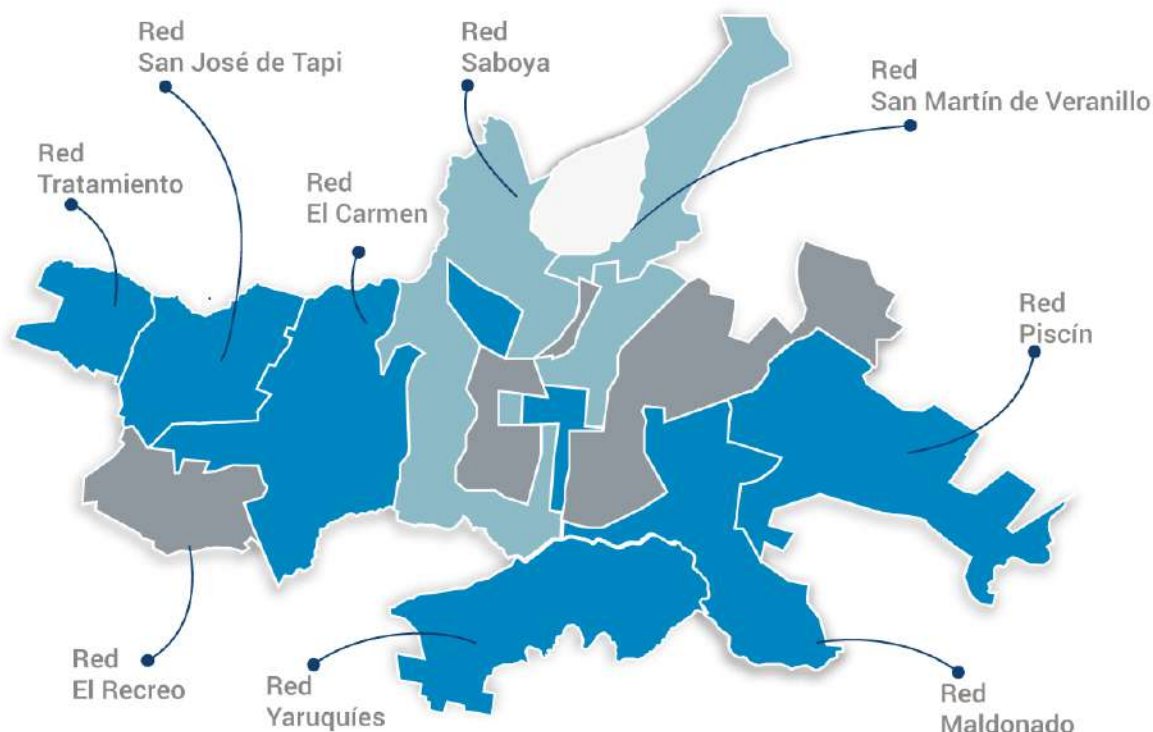 Red
San José de Tapi
Red
Saboya
Red
San Martín de Veranillo
Red
Tratamiento
Red
El Carmen
Red
Piscín
Red
El Recreo
Red
Yaruquíes
Red
Maldonado